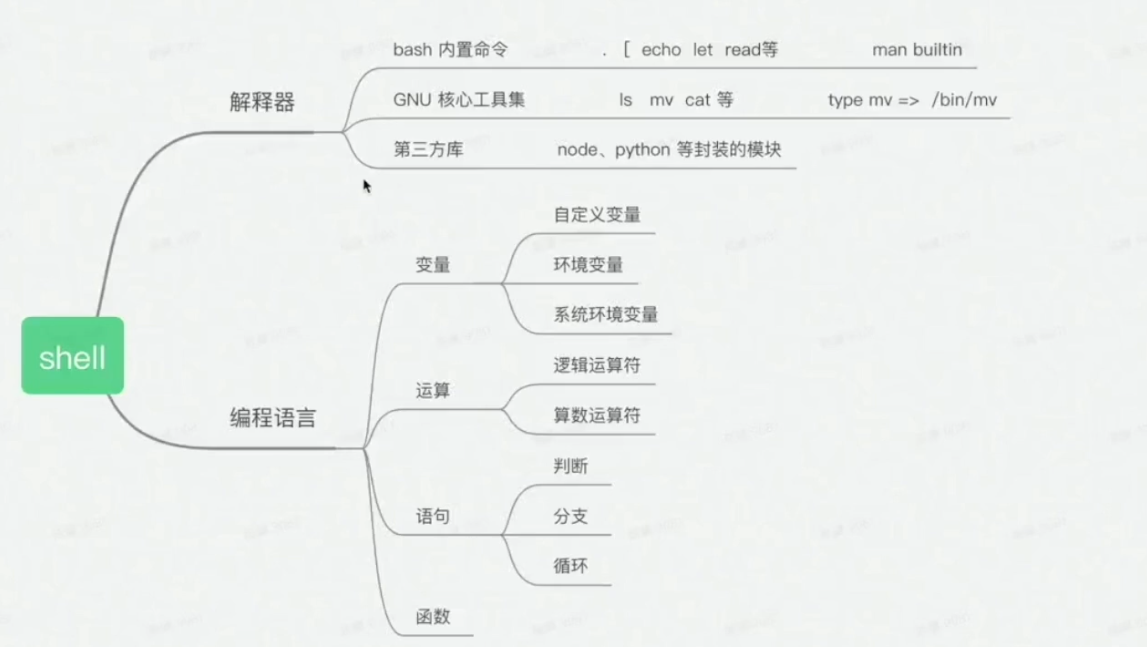 bash 内置命令 . [ echo let read等 man builtin
解释器
GNU 核心工具集 ls mv cat 等 type mv => /bin/mv
第三方库 node、python 等封装的模块
自定义变量
变量
环境变量
系统环境变量
shell
逻辑运算符
运算
算数运算符
编程语言
判断
语句
分支
循环
函数